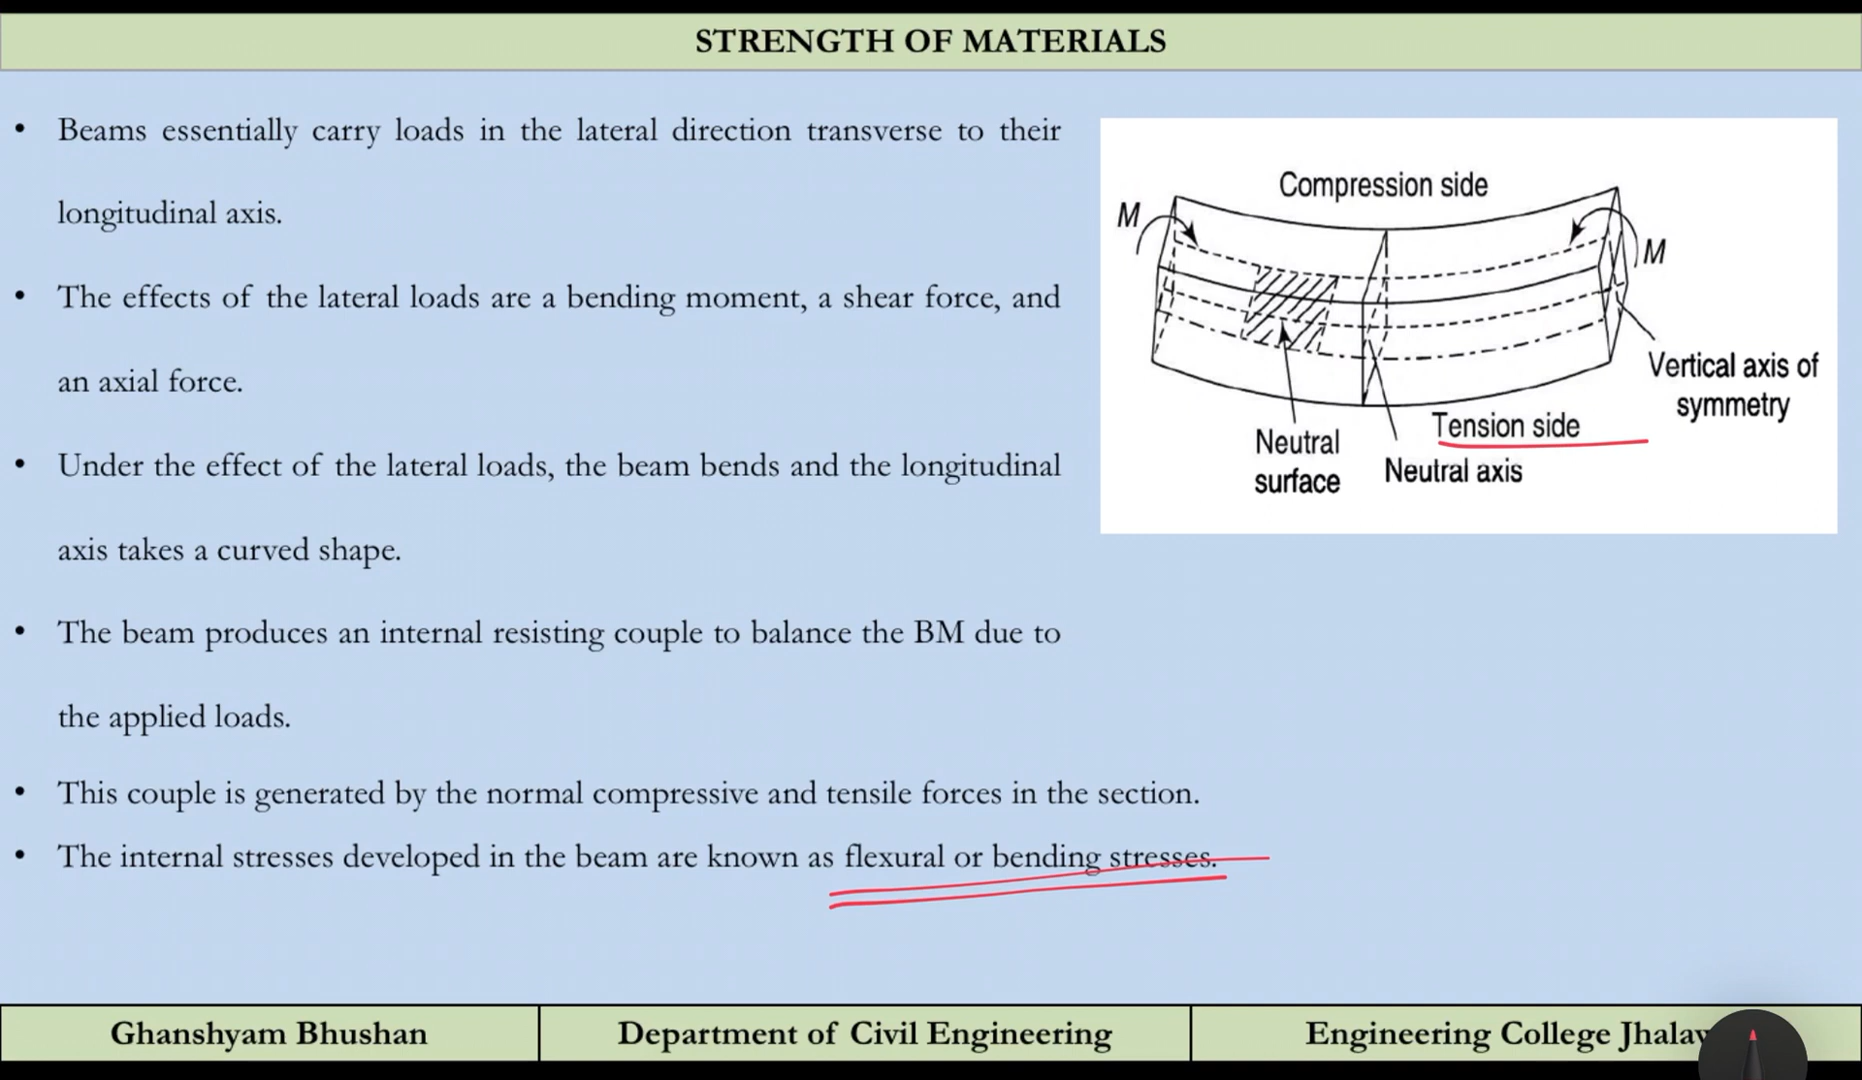 STRENGTH OF MATERIALS
• Beams essentially carry loads in the lateral direction transverse to their
longitudinal axis.
• The effects of the lateral loads are a bending moment, a shear force, and
an axial force.
• Under the effect of the lateral loads, the beam bends and the longitudinal
axis takes a curved shape.
• The beam produces an internal resisting couple to balance the BM due to
the applied loads.
• This couple is generated by the normal compressive and tensile forces in the section.
• The internal stresses developed in the beam are known as flexural or bending stresses.
Compression side
M
M
Vertical axis of
symmetry
Tension side
Neutral
surface
Neutral axis
Ghanshyam Bhushan
Department of Civil Engineering
Engineering College